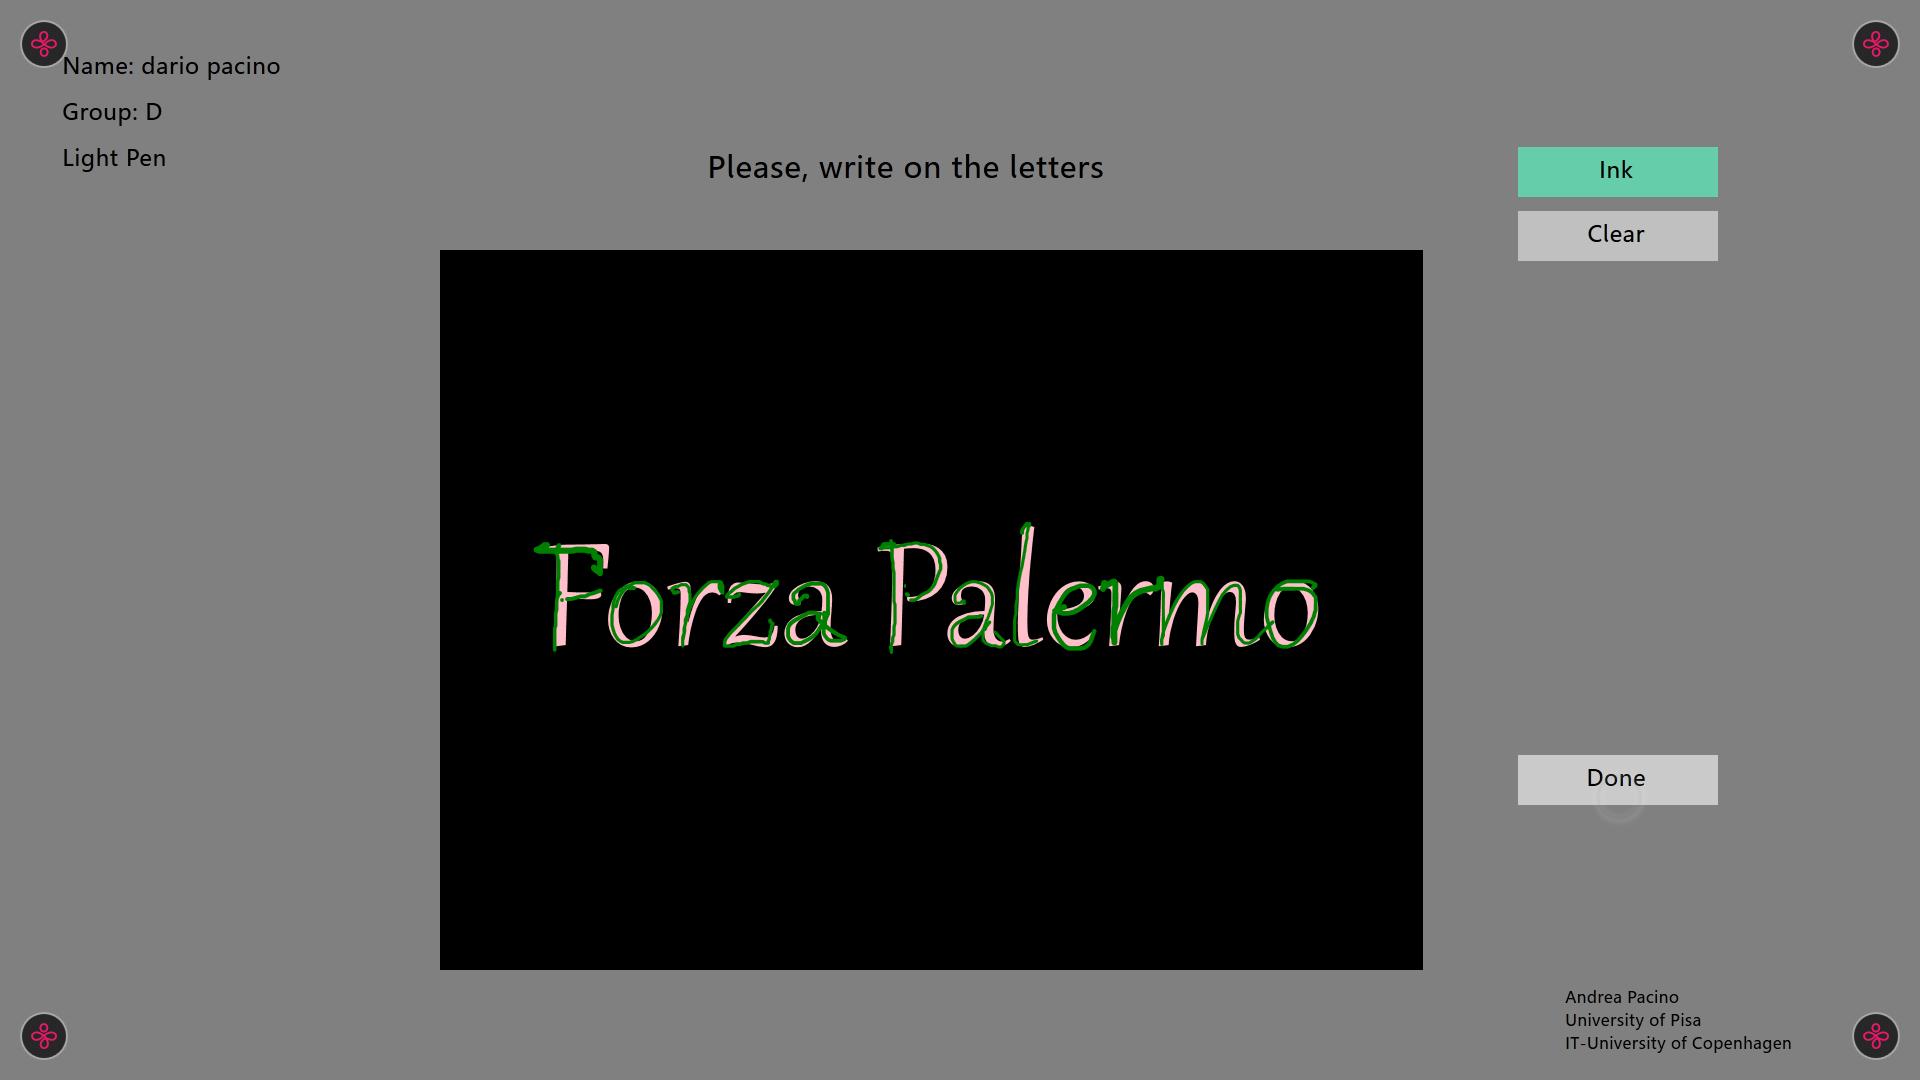 Name: dario pacino
Group: D
Light Pen
Please, write on the letters
Ink
Clear
Forza Palermo
Done
Andrea Pacino
University of Pisa
IT-University of Copenhagen